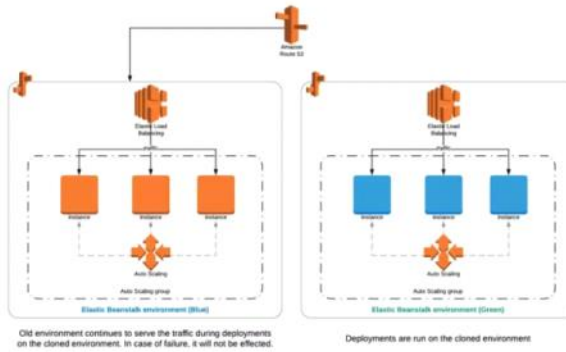 Amazon
Route 53
Elastic Load
Balancing
Instance
s
Instance
s
Instance
s
Auto Scaling
Auto Scaling group
Elastic Beanstalk environment (Blue)
Old environment continues to serve the traffic during deployments
on the cloned environment. In case of failure, it will not be effected.
Elastic Load
Balancing
Instance
s
Instance
s
Instance
s
Auto Scaling
Auto Scaling group
Elastic Beanstalk environment (Green)
Deployments are run on the cloned environment